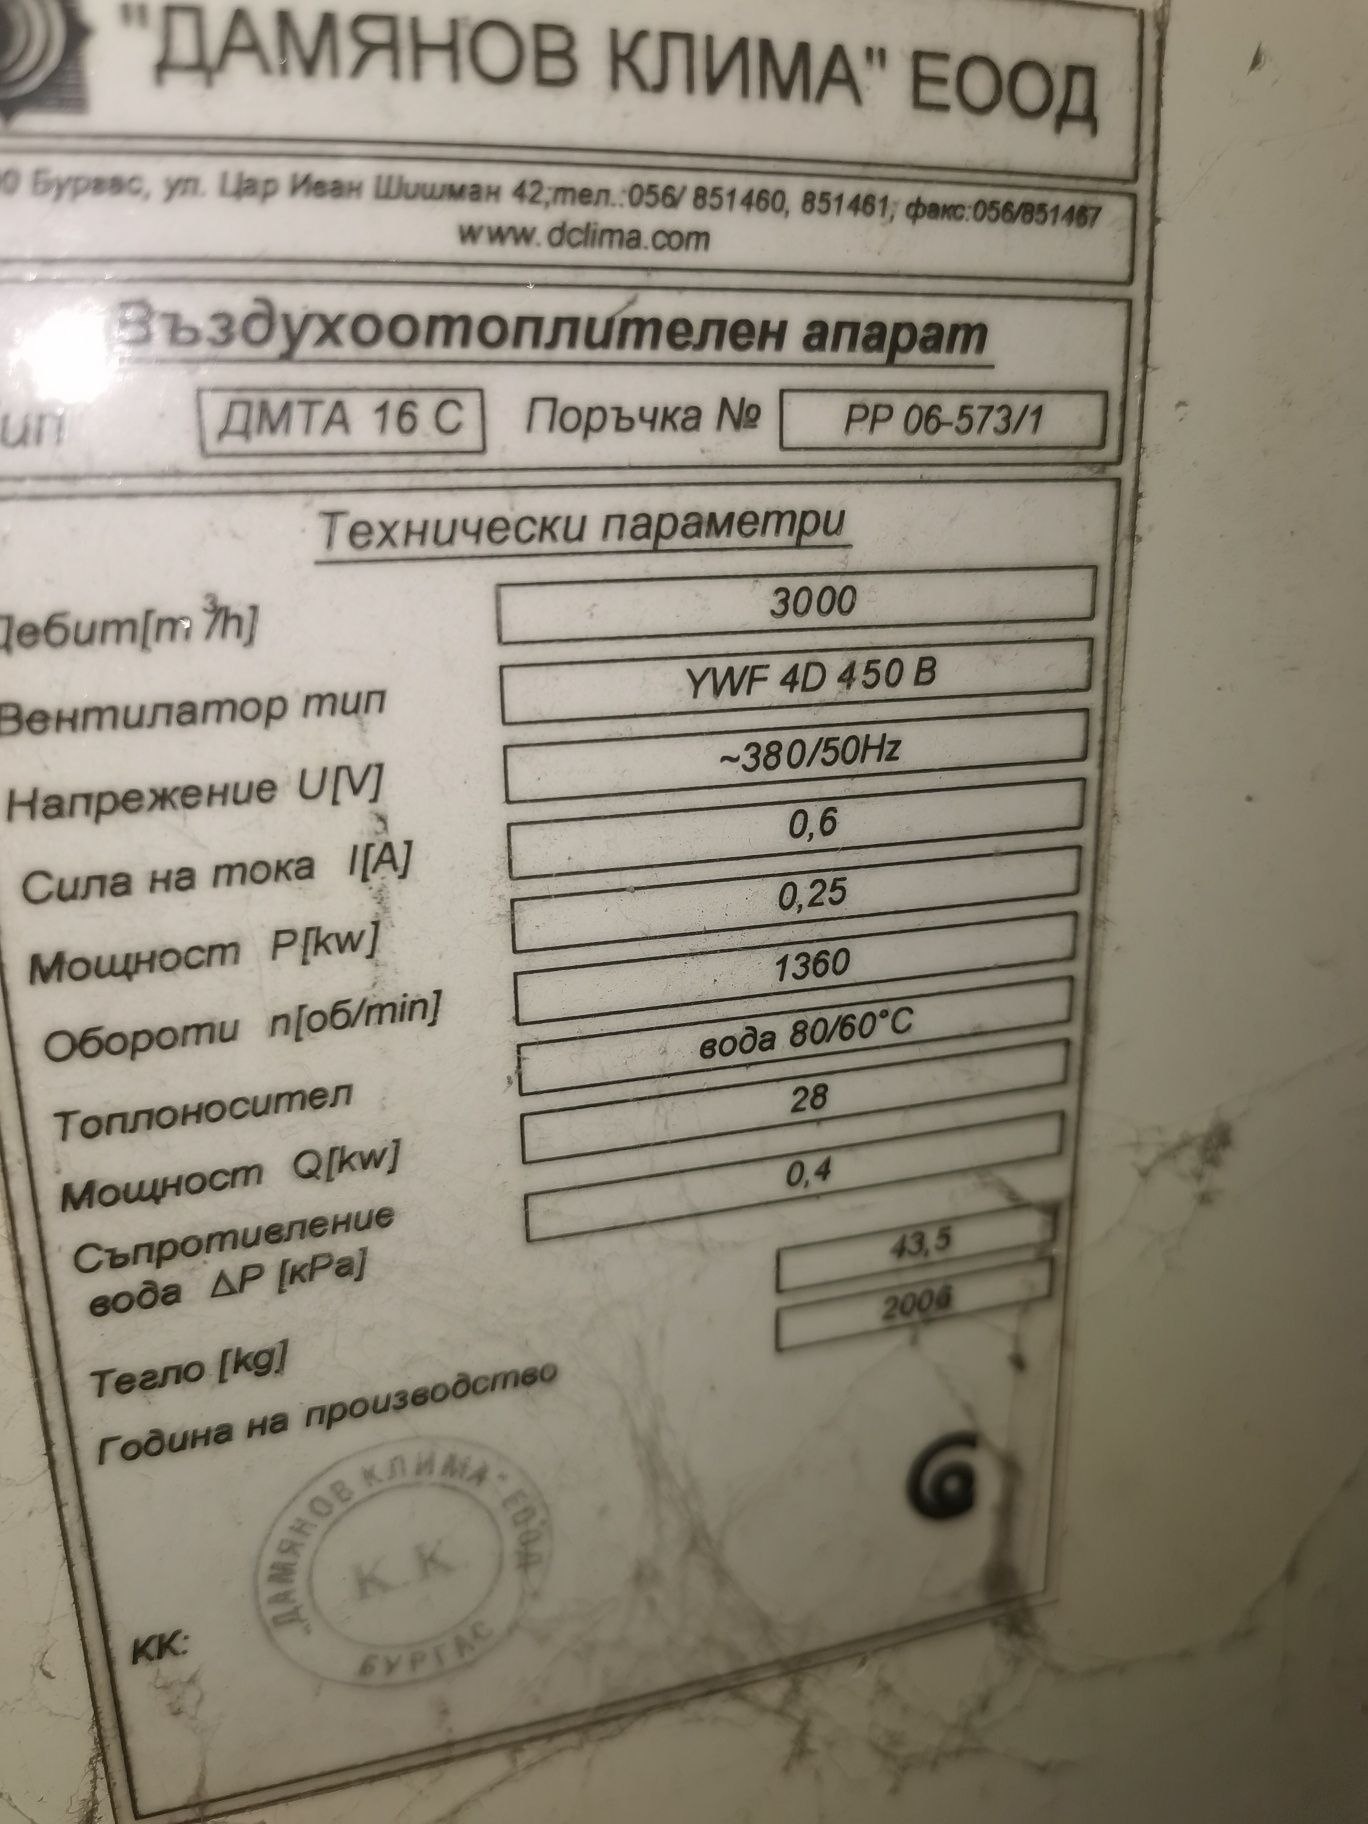 "ДАМЯНОВ КЛИМА" ЕООД
Бургас, ул. Цар Иван Шишман 42;тел.:056/ 851460, 851461; факс:056/851467
www.dclima.com
Въздухоотоплителен апарат
ДМТА 16 С Поръчка № РР 06-573/1
Технически параметри
Дебит[m³/h] 3000
Вентилатор тип YWF 4D 450 B
Напрежение U[V] ~380/50Hz
Сила на тока I[A] 0,6
Мощност P[kw] 0,25
Обороти n[об/min] 1360
Топлоносител вода 80/60°C
Мощност Q[kw] 28
Съпротивление
вода ΔP [кPa] 0,4
Тегло [kg] 43,5
Година на производство 2006
"ДАМЯНОВ КЛИМА" ЕООД
К К
БУРГАС
КК: